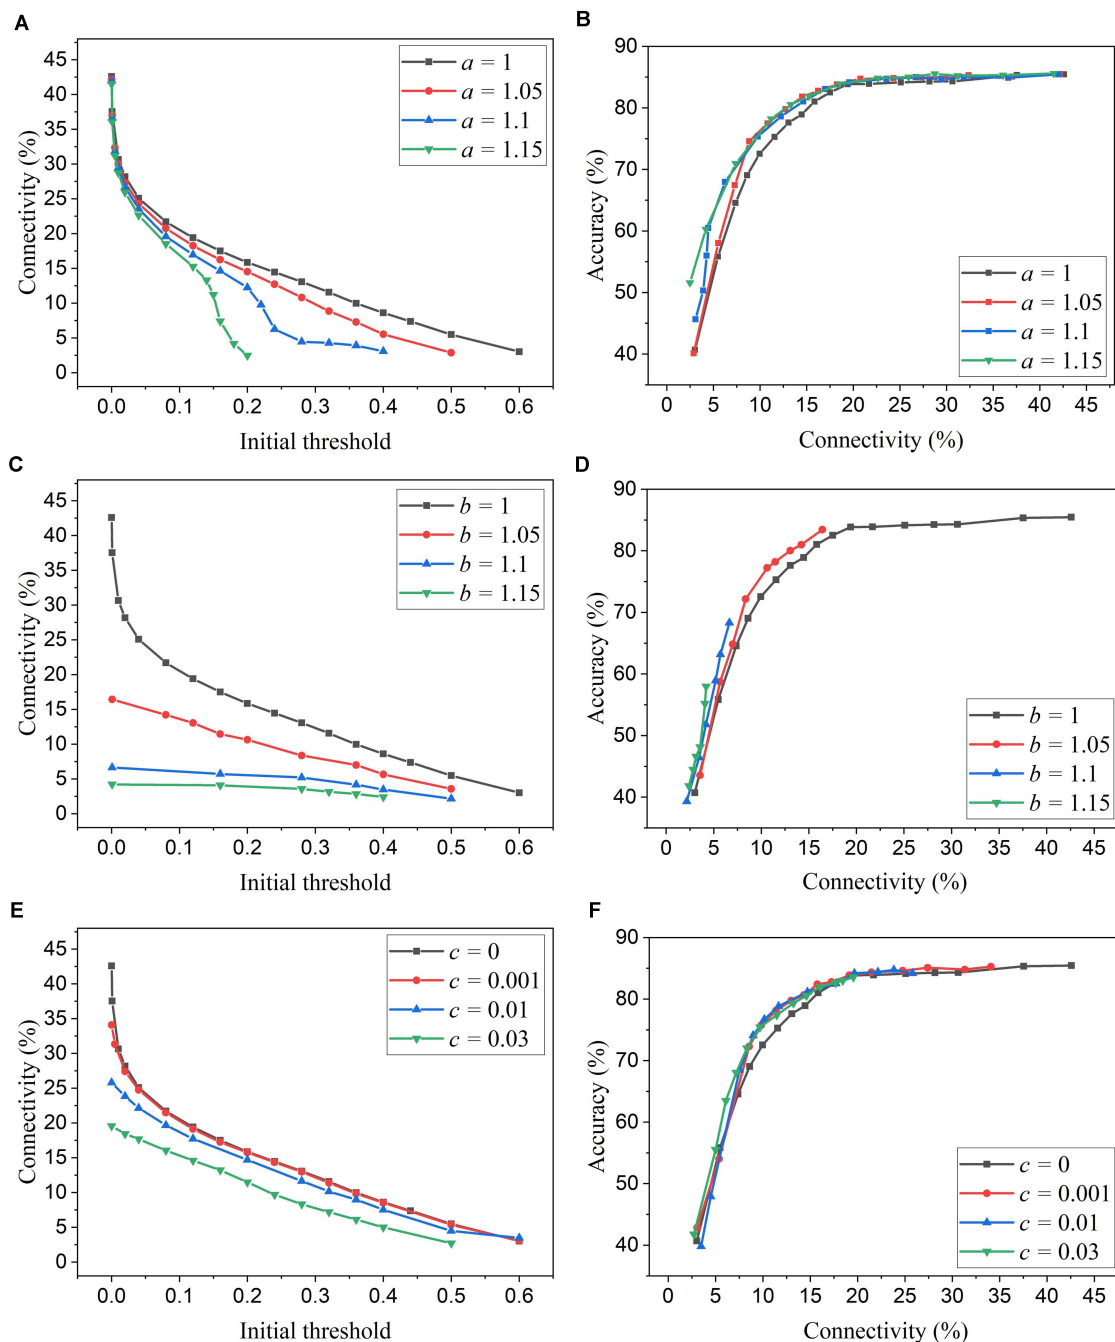 A
Connectivity (%)
45
40
35
30
25
20
15
10
5
0
0.0 0.1 0.2 0.3 0.4 0.5 0.6
Initial threshold
a = 1
a = 1.05
a = 1.1
a = 1.15
B
Accuracy (%)
90
80
70
60
50
40
0 5 10 15 20 25 30 35 40 45
Connectivity (%)
a = 1
a = 1.05
a = 1.1
a = 1.15
C
Connectivity (%)
45
40
35
30
25
20
15
10
5
0
0.0 0.1 0.2 0.3 0.4 0.5 0.6
Initial threshold
b = 1
b = 1.05
b = 1.1
b = 1.15
D
Accuracy (%)
90
80
70
60
50
40
0 5 10 15 20 25 30 35 40 45
Connectivity (%)
b = 1
b = 1.05
b = 1.1
b = 1.15
E
Connectivity (%)
45
40
35
30
25
20
15
10
5
0
0.0 0.1 0.2 0.3 0.4 0.5 0.6
Initial threshold
c = 0
c = 0.001
c = 0.01
c = 0.03
F
Accuracy (%)
90
80
70
60
50
40
0 5 10 15 20 25 30 35 40 45
Connectivity (%)
c = 0
c = 0.001
c = 0.01
c = 0.03